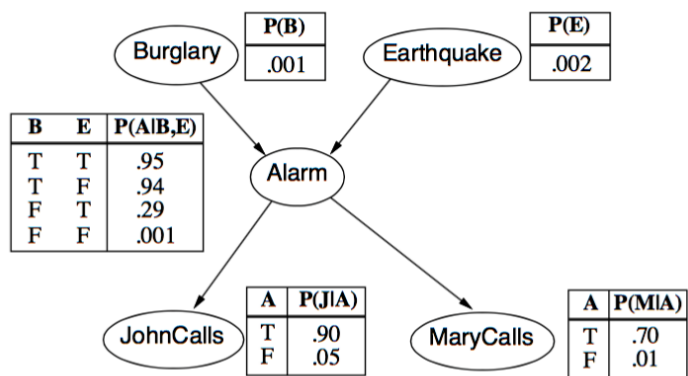 Burglary
P(B)
.001
Earthquake
P(E)
.002
B E P(A|B,E)
T T .95
T F .94
F T .29
F F .001
Alarm
JohnCalls
A P(J|A)
T .90
F .05
MaryCalls
A P(M|A)
T .70
F .01